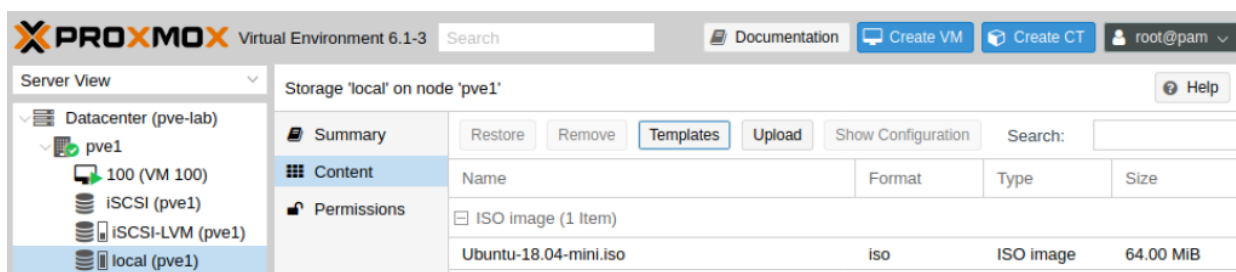 PROXMOX Virtual Environment 6.1-3 Search Documentation Create VM Create CT root@pam
Server View
Storage 'local' on node 'pve1'
Help
Datacenter (pve-lab)
pve1
100 (VM 100)
iSCSI (pve1)
iSCSI-LVM (pve1)
local (pve1)
Summary
Content
Permissions
Restore Remove Templates Upload Show Configuration Search:
Name Format Type Size
ISO image (1 Item)
Ubuntu-18.04-mini.iso iso ISO image 64.00 MiB